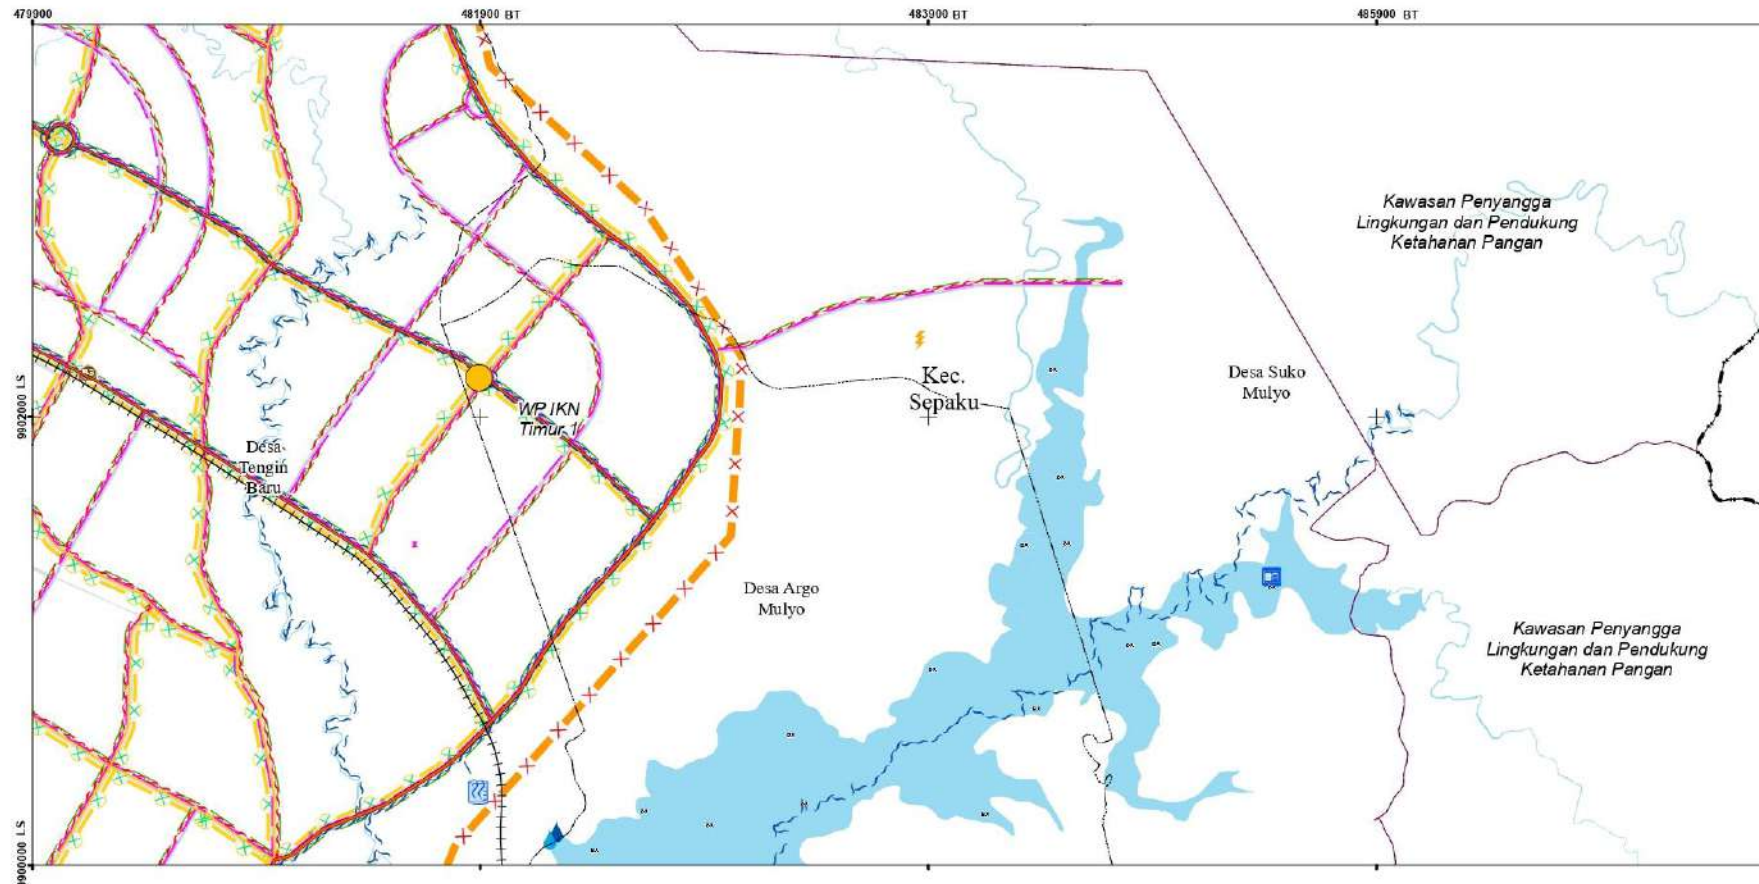 479900
481900 BT
483900 BT
485900 BT
Kawasan Penyangga
Lingkungan dan Pendukung
Ketahanan Pangan
Desa Suko
Mulyo
Kec.
Sepaku
9902000 LS
WP IKN
Timur 1
Desa
Tengin
Baru
Desa Argo
Mulyo
Kawasan Penyangga
Lingkungan dan Pendukung
Ketahanan Pangan
9900000 LS